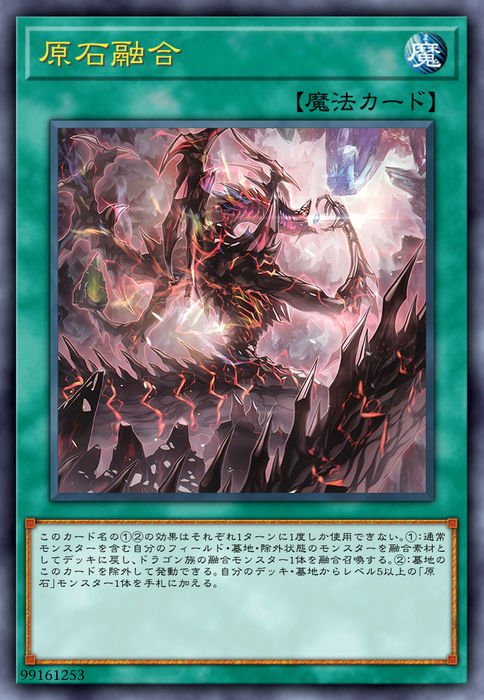 原石融合
魔
【魔法カード】
このカード名の①②の効果はそれぞれ1ターンに1度しか使用できない。①:通常
モンスターを含む自分のフィールド・墓地・除外状態のモンスターを融合素材と
してデッキに戻し、ドラゴン族の融合モンスター1体を融合召喚する。②:墓地の
このカードを除外して発動できる。自分のデッキ・墓地からレベル5以上の「原
石」モンスター1体を手札に加える。
99161253